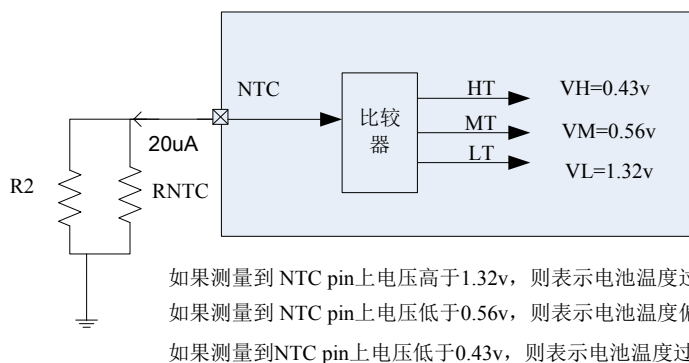 NTC
HT
VH=0.43v
比较
器
MT
VM=0.56v
20uA
LT
VL=1.32v
R2
RNTC
如果测量到 NTC pin上电压高于1.32v，则表示电池温度过
如果测量到 NTC pin上电压低于0.56v，则表示电池温度偏
如果测量到NTC pin上电压低于0.43v，则表示电池温度过